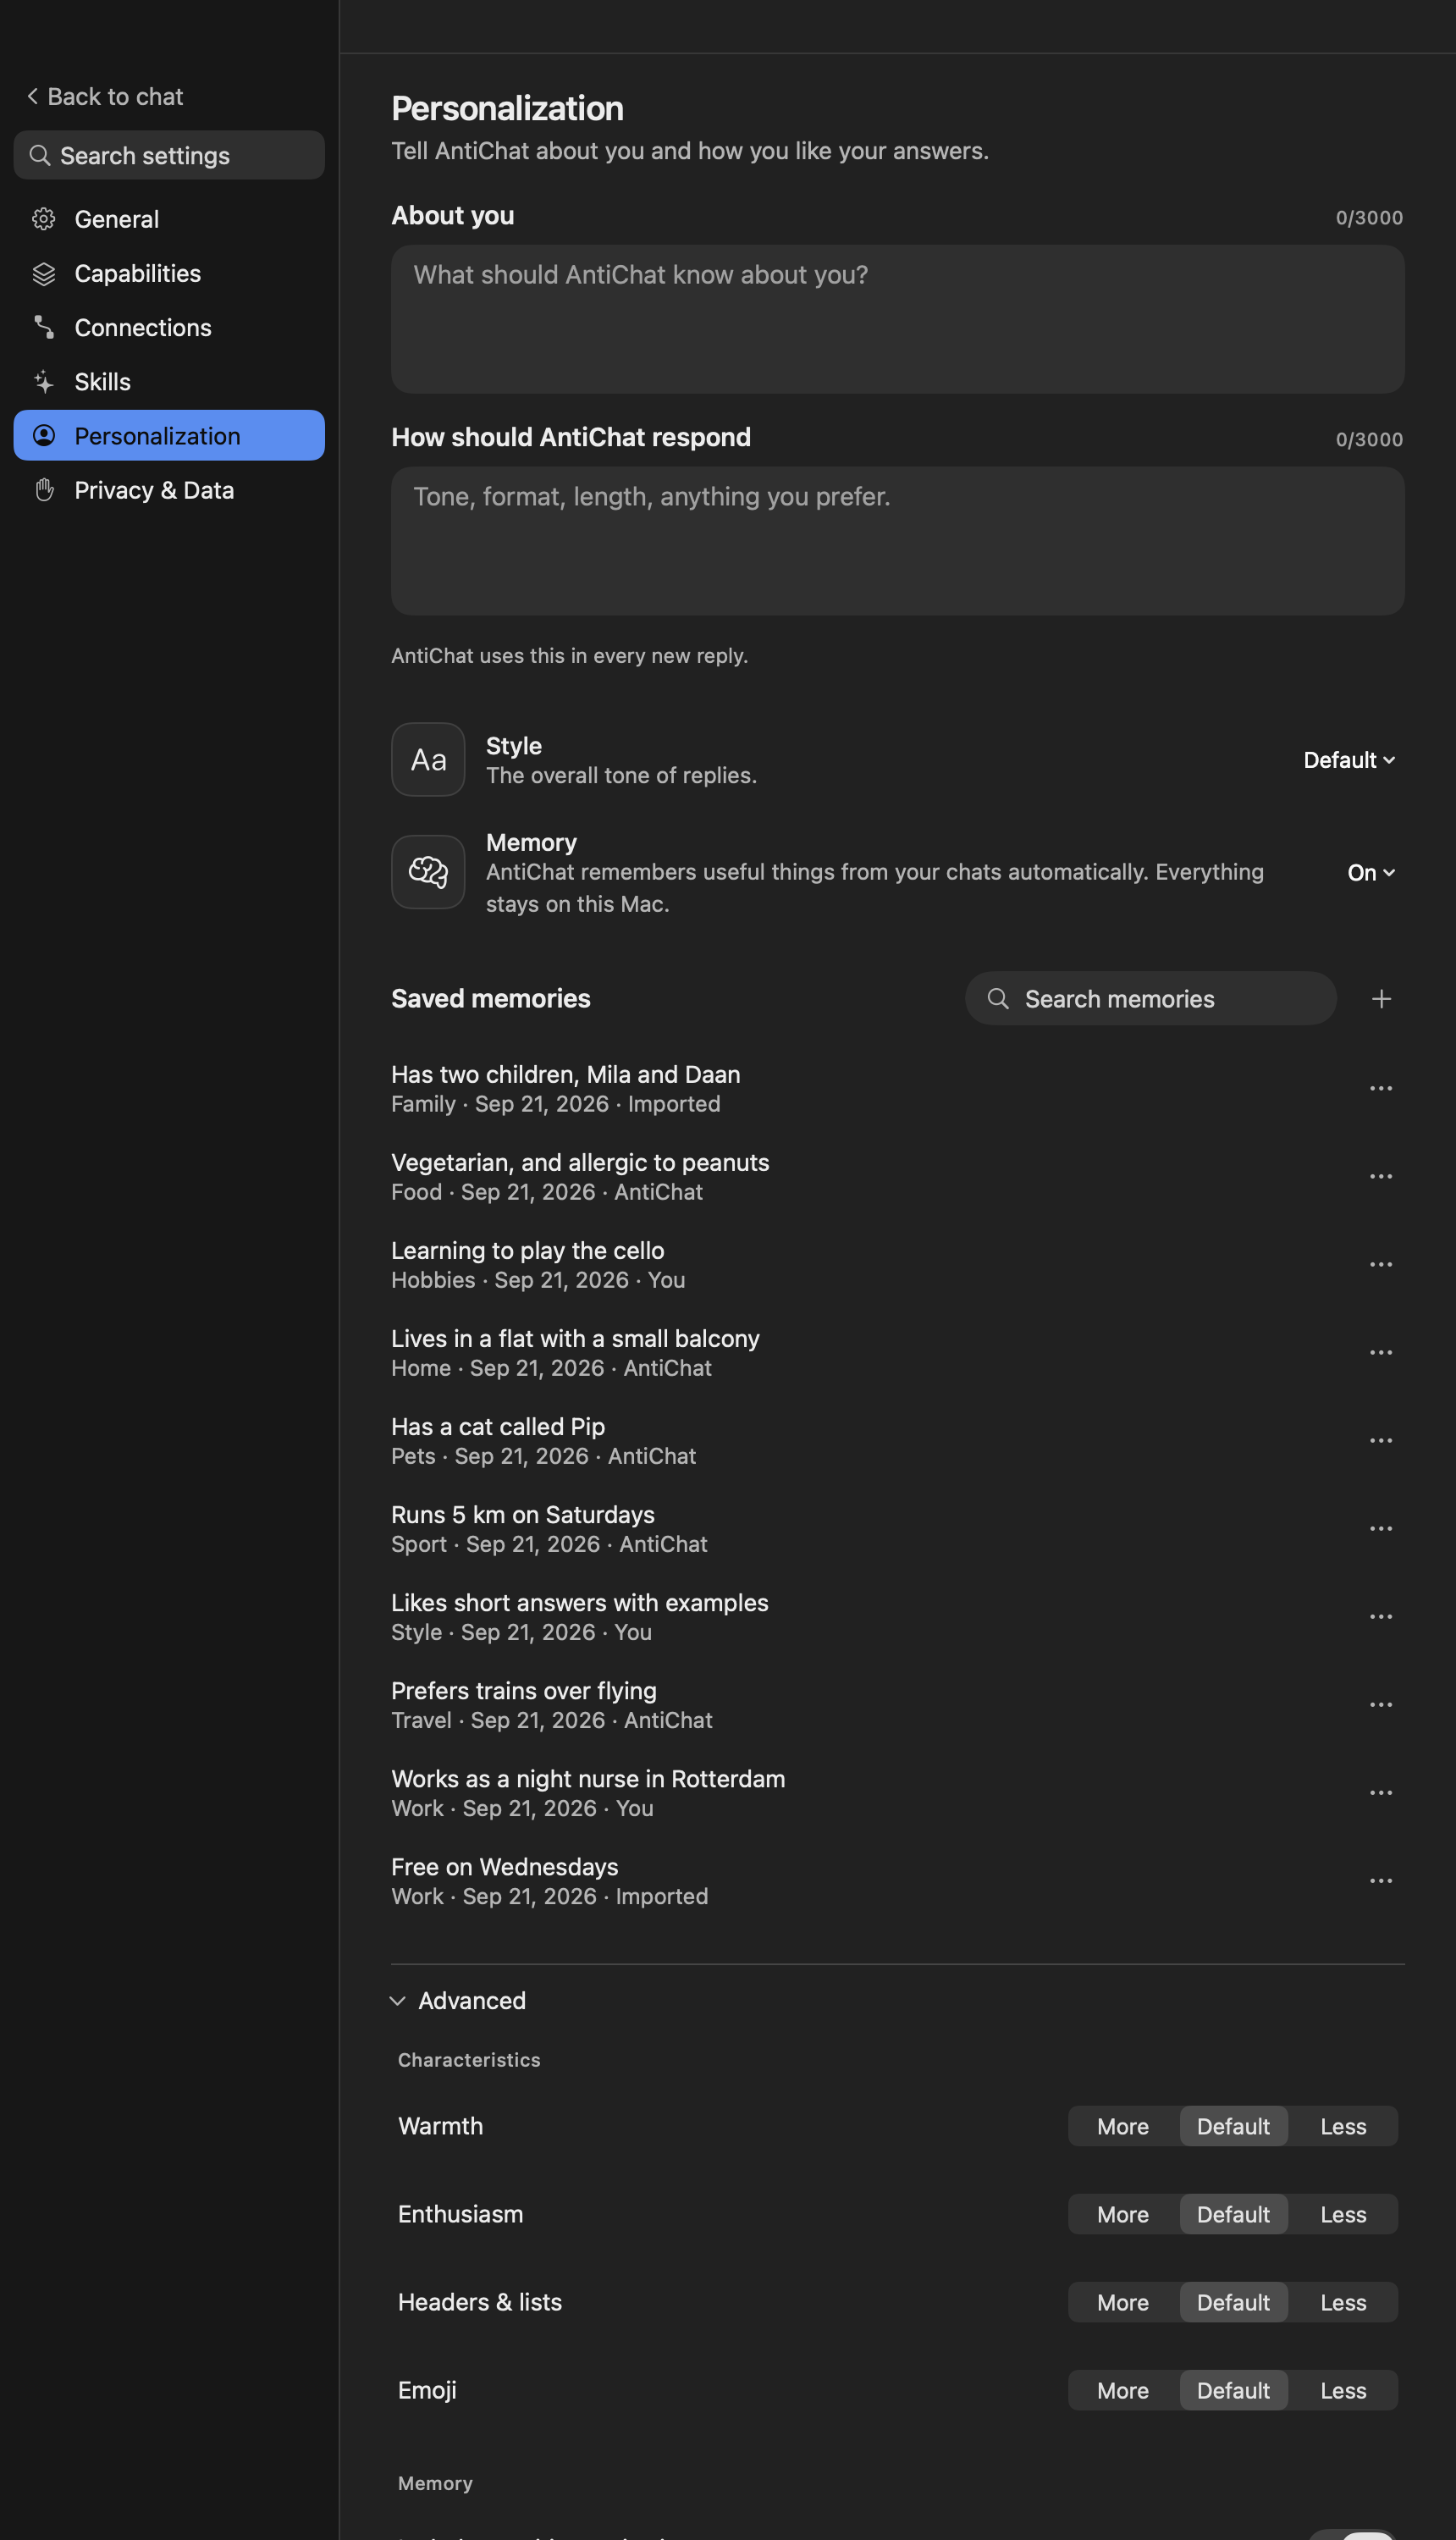 Back to chat
Search settings
General
Capabilities
Connections
Skills
Personalization
Privacy & Data
Personalization
Tell AntiChat about you and how you like your answers.
About you
0/3000
What should AntiChat know about you?
How should AntiChat respond
0/3000
Tone, format, length, anything you prefer.
AntiChat uses this in every new reply.
Aa
Style
The overall tone of replies.
Default
Memory
AntiChat remembers useful things from your chats automatically. Everything
stays on this Mac.
On
Saved memories
Search memories
Has two children, Mila and Daan
Family · Sep 21, 2026 · Imported
Vegetarian, and allergic to peanuts
Food · Sep 21, 2026 · AntiChat
Learning to play the cello
Hobbies · Sep 21, 2026 · You
Lives in a flat with a small balcony
Home · Sep 21, 2026 · AntiChat
Has a cat called Pip
Pets · Sep 21, 2026 · AntiChat
Runs 5 km on Saturdays
Sport · Sep 21, 2026 · AntiChat
Likes short answers with examples
Style · Sep 21, 2026 · You
Prefers trains over flying
Travel · Sep 21, 2026 · AntiChat
Works as a night nurse in Rotterdam
Work · Sep 21, 2026 · You
Free on Wednesdays
Work · Sep 21, 2026 · Imported
Advanced
Characteristics
Warmth
More Default Less
Enthusiasm
More Default Less
Headers & lists
More Default Less
Emoji
More Default Less
Memory